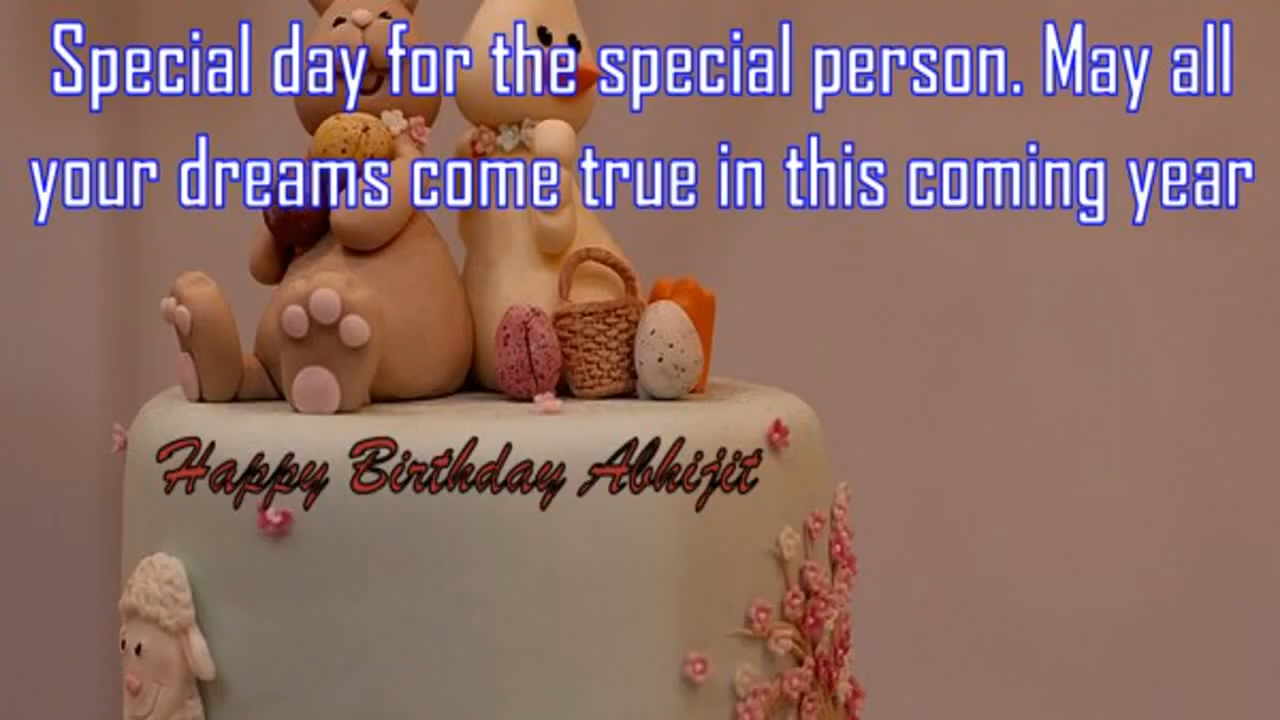 Special day for the special person. May all
your dreams come true in this coming year
Happy Birthday Abhijit